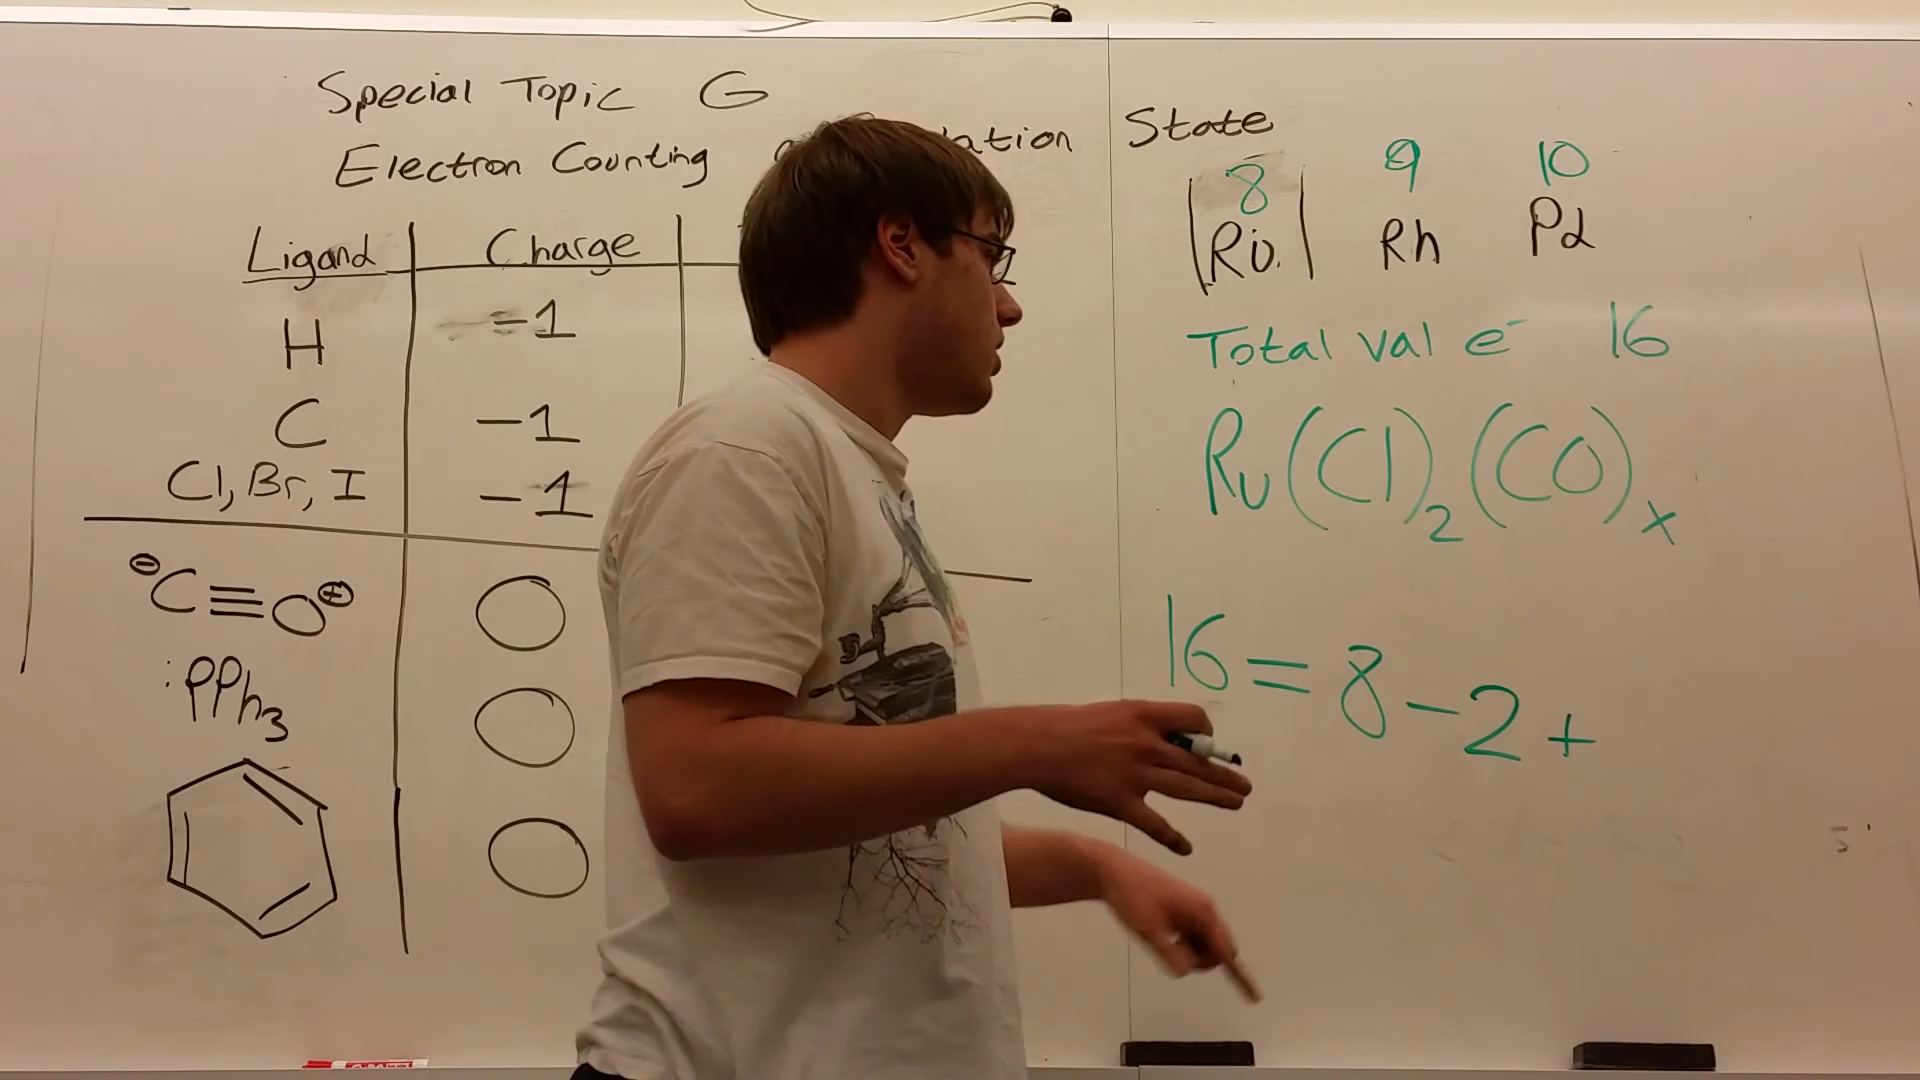 Special Topic G
Electron Counting ation State
Ligand Charge
H -1
C -1
Cl, Br, I -1
⊖C≡O⊕ O
:PPh3 O
O
8 9 10
Ru Rh Pd
Total val e⁻ 16
Ru(Cl)₂(CO)ₓ
16 = 8 - 2 +